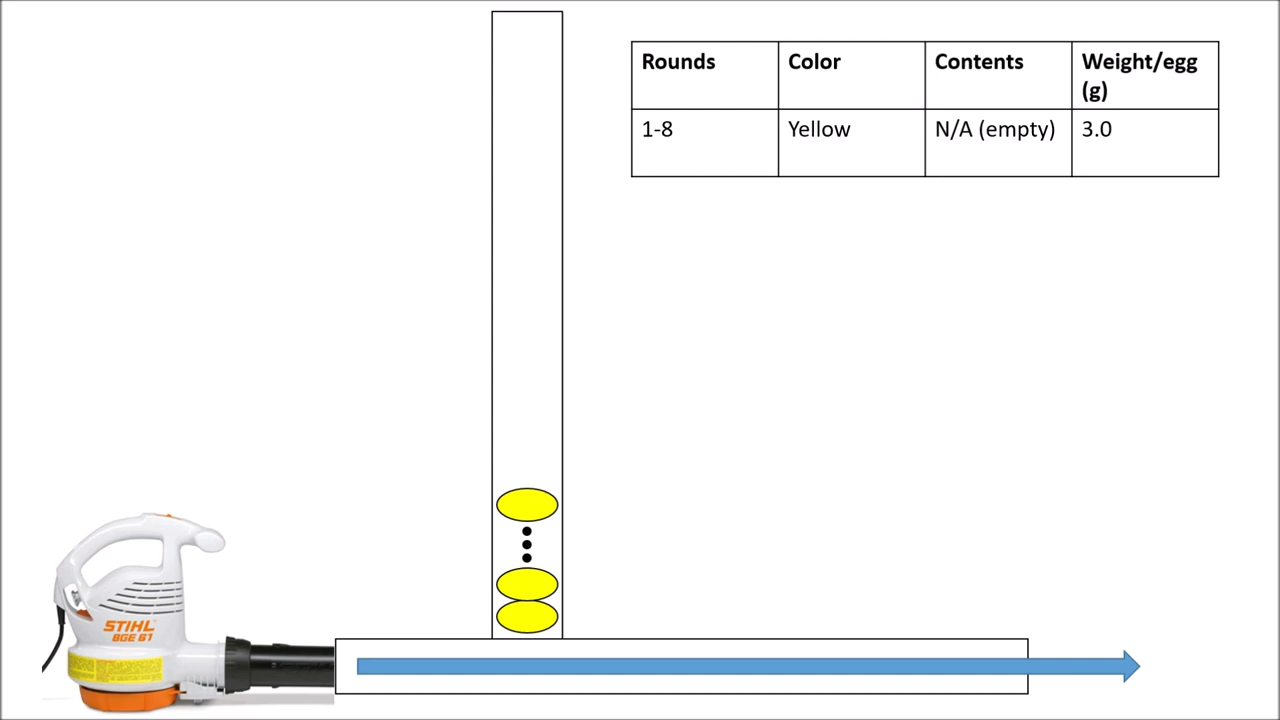 Rounds Color Contents Weight/egg (g)
1-8 Yellow N/A (empty) 3.0
STIHL
BGE 61